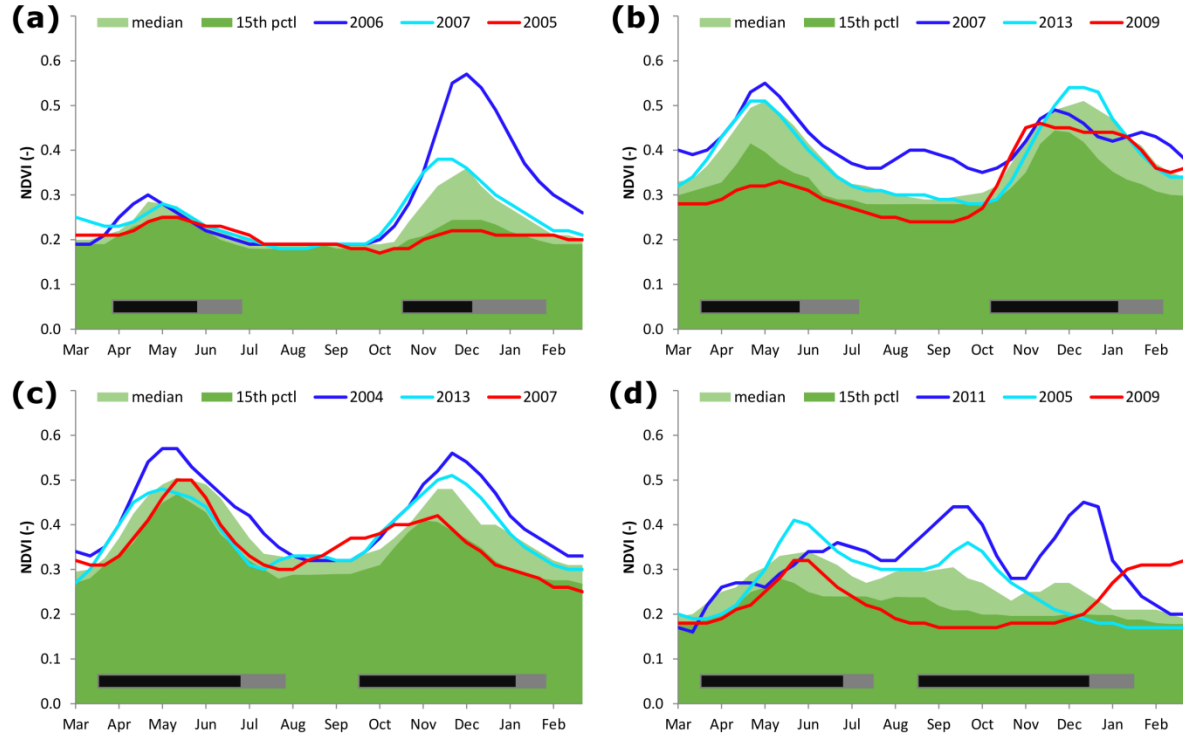 (a) median 15th pctl 2006 2007 2005
0.6
0.5
0.4
0.3
0.2
0.1
0.0
NDVI (-)
Mar Apr May Jun Jul Aug Sep Oct Nov Dec Jan Feb
(b) median 15th pctl 2007 2013 2009
0.6
0.5
0.4
0.3
0.2
0.1
0.0
NDVI (-)
Mar Apr May Jun Jul Aug Sep Oct Nov Dec Jan Feb
(c) median 15th pctl 2004 2013 2007
0.6
0.5
0.4
0.3
0.2
0.1
0.0
NDVI (-)
Mar Apr May Jun Jul Aug Sep Oct Nov Dec Jan Feb
(d) median 15th pctl 2011 2005 2009
0.6
0.5
0.4
0.3
0.2
0.1
0.0
NDVI (-)
Mar Apr May Jun Jul Aug Sep Oct Nov Dec Jan Feb